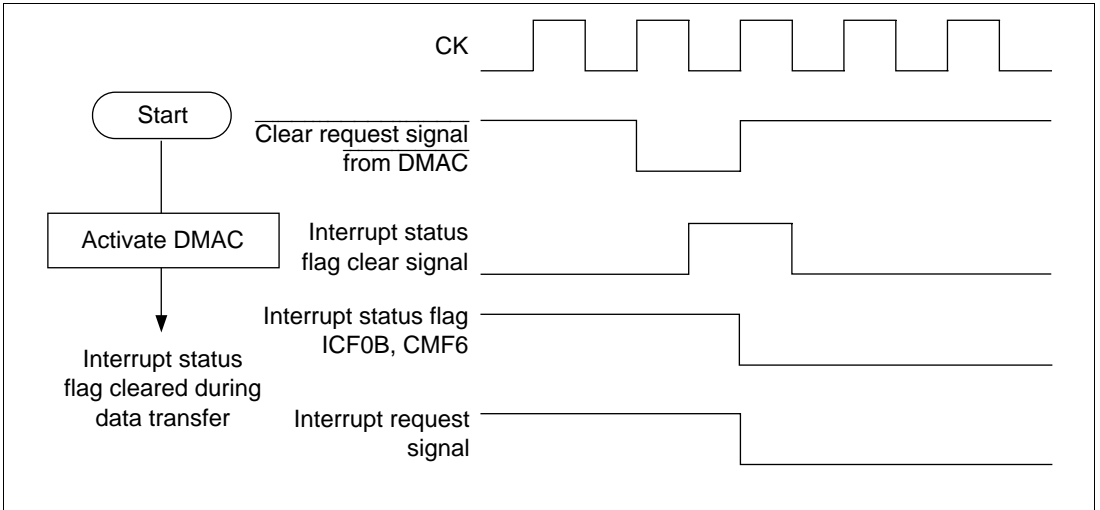 CK
Start
Clear request signal
from DMAC
Activate DMAC
Interrupt status
flag clear signal
Interrupt status flag
ICF0B, CMF6
Interrupt status
flag cleared during
data transfer
Interrupt request
signal